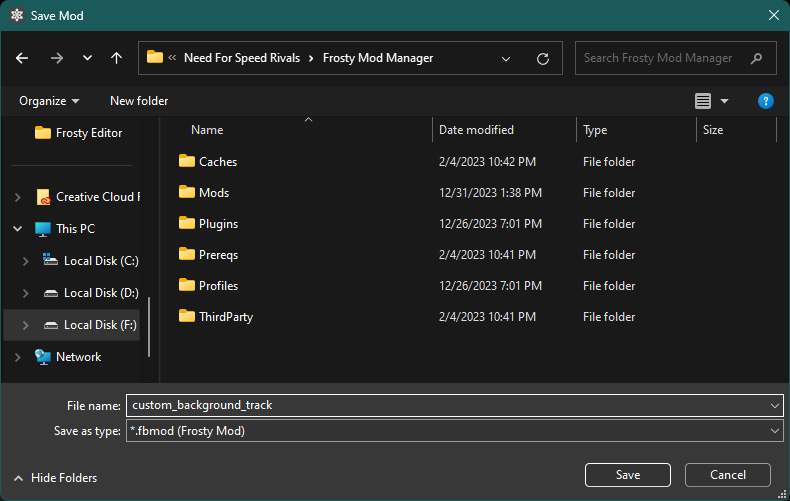 Save Mod
« Need For Speed Rivals > Frosty Mod Manager
Search Frosty Mod Manager
Organize
New folder
?
Frosty Editor
Creative Cloud F
This PC
Local Disk (C:)
Local Disk (D:)
Local Disk (F:)
Network
Name Date modified Type Size
Caches 2/4/2023 10:42 PM File folder
Mods 12/31/2023 1:38 PM File folder
Plugins 12/26/2023 7:01 PM File folder
Prereqs 2/4/2023 10:41 PM File folder
Profiles 12/26/2023 7:01 PM File folder
ThirdParty 2/4/2023 10:41 PM File folder
File name: custom_background_track
Save as type: *.fbmod (Frosty Mod)
Hide Folders
Save
Cancel